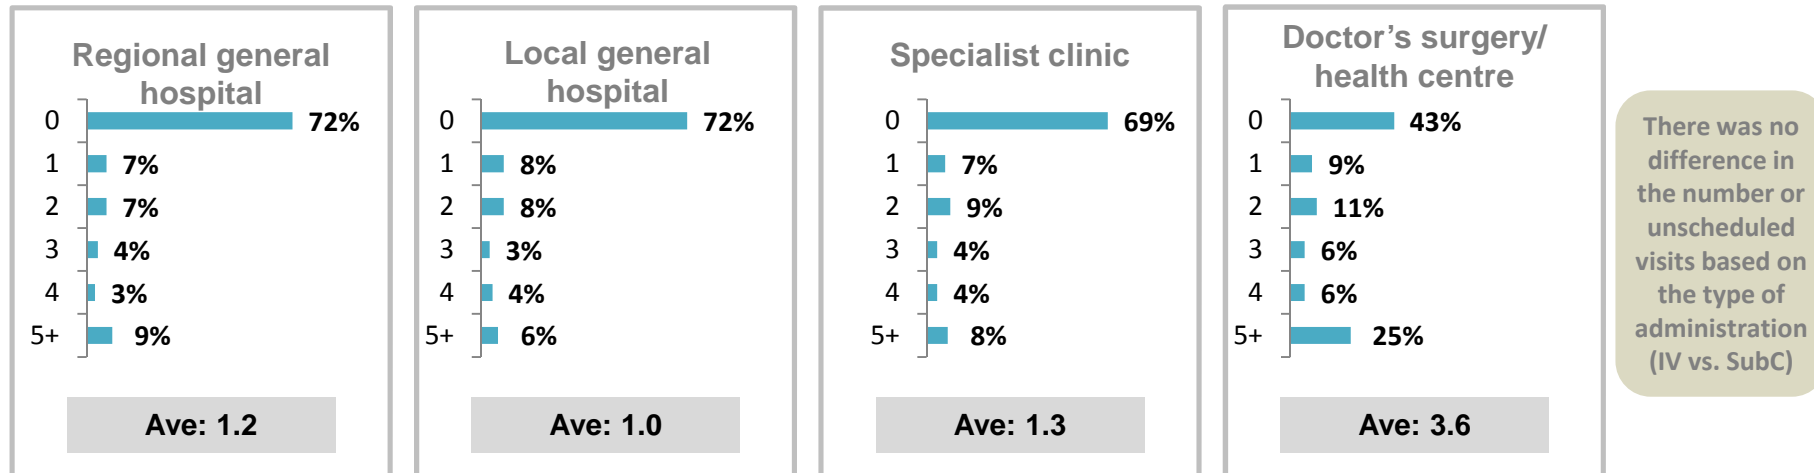 Regional general
hospital
0 72%
1 7%
2 7%
3 4%
4 3%
5+ 9%
Ave: 1.2
Local general
hospital
0 72%
1 8%
2 8%
3 3%
4 4%
5+ 6%
Ave: 1.0
Specialist clinic
0 69%
1 7%
2 9%
3 4%
4 4%
5+ 8%
Ave: 1.3
Doctor’s surgery/
health centre
0 43%
1 9%
2 11%
3 6%
4 6%
5+ 25%
Ave: 3.6
There was no
difference in
the number or
unscheduled
visits based on
the type of
administration
(IV vs. SubC)